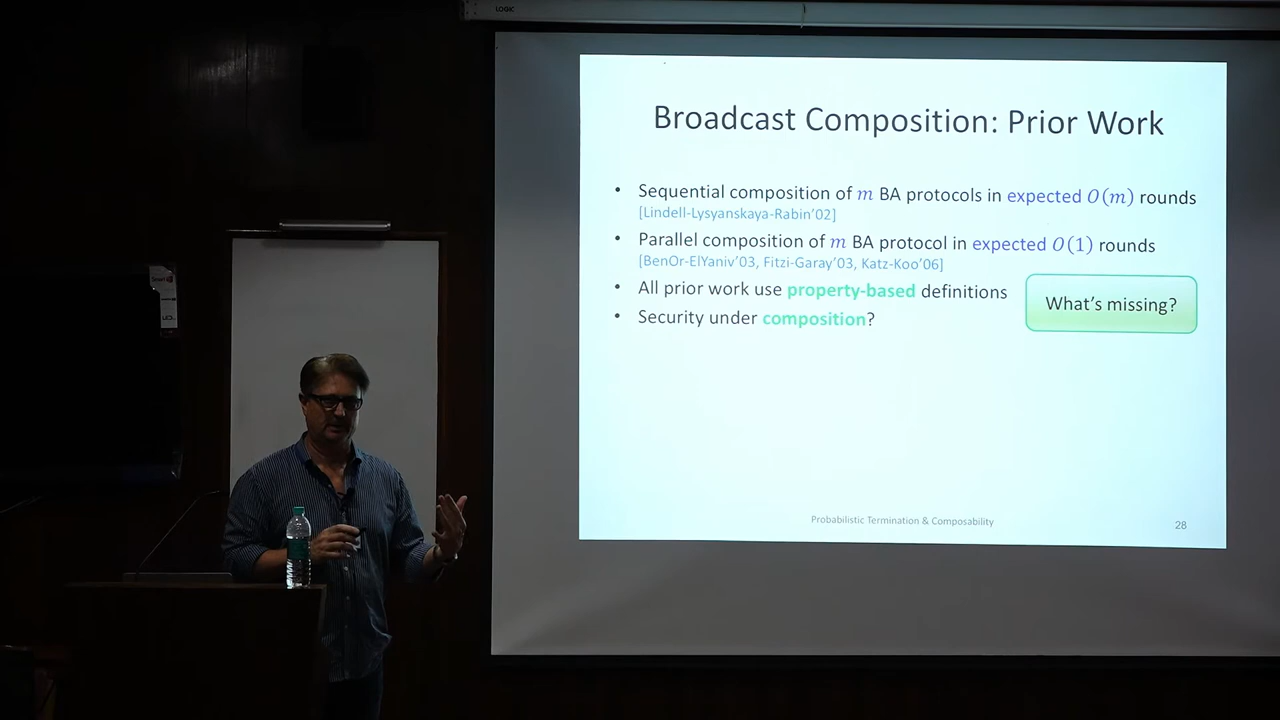 LOGIC
Broadcast Composition: Prior Work
• Sequential composition of m BA protocols in expected O(m) rounds
[Lindell-Lysyanskaya-Rabin'02]
• Parallel composition of m BA protocol in expected O(1) rounds
[BenOr-ElYaniv'03, Fitzi-Garay'03, Katz-Koo'06]
• All prior work use property-based definitions
What's missing?
• Security under composition?
Probabilistic Termination & Composability
28